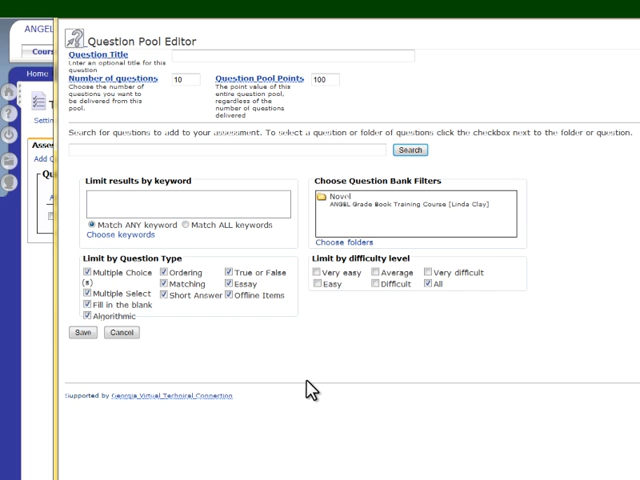 ANGEL
Cours
Home
Settin
Asses
Add Q
Qu
Question Pool Editor
Question Title
Enter an optional title for this
question
Number of questions
Choose the number of
questions you want to
be delivered from this
pool.
10
Question Pool Points
The point value of this
entire question pool,
regardless of the
number of questions
delivered
100
Search for questions to add to your assessment. To select a question or folder of questions click the checkbox next to the folder or question.
Search
Limit results by keyword
Match ANY keyword Match ALL keywords
Choose keywords
Choose Question Bank Filters
Novel
ANGEL Grade Book Training Course [Linda Clay]
Choose folders
Limit by Question Type
Multiple Choice Ordering True or False
(s) Matching Essay
Multiple Select Short Answer Offline Items
Fill in the blank
Algorithmic
Limit by difficulty level
Very easy Average Very difficult
Easy Difficult All
Save Cancel
Supported by Georgia Virtual Technical Connection